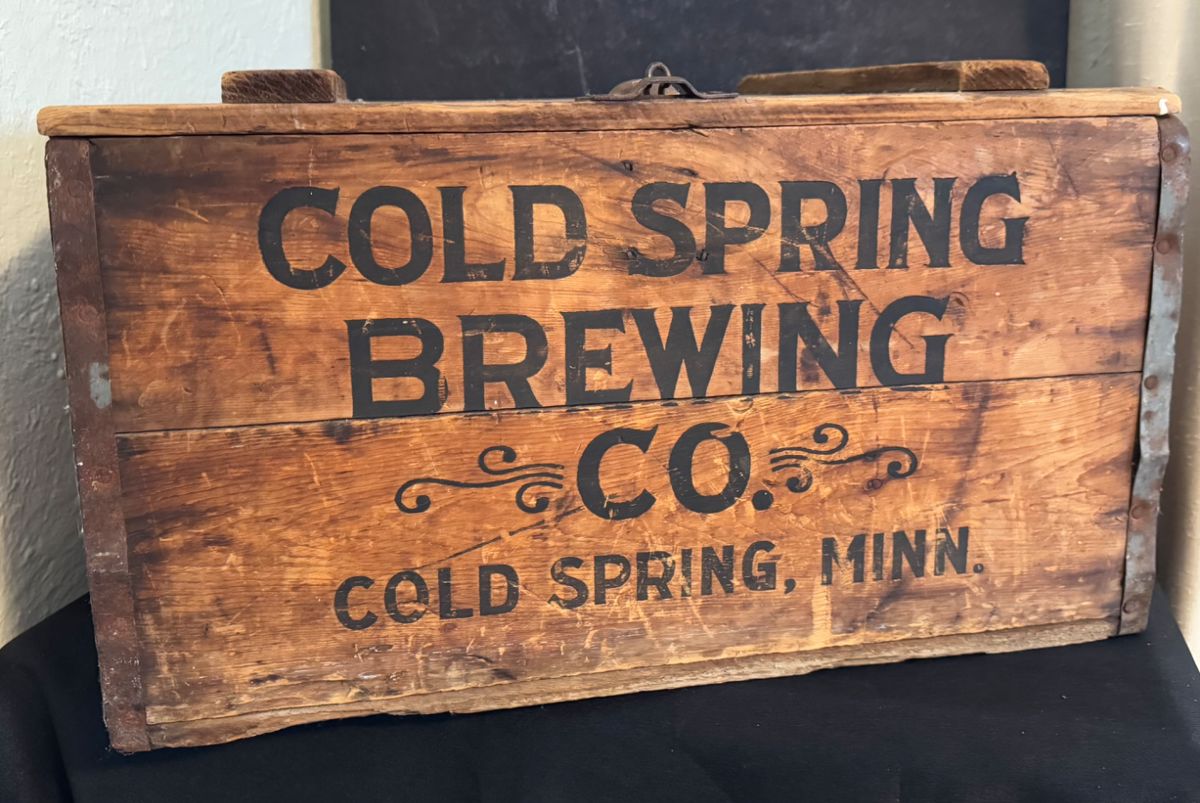 COLD SPRING
BREWING
CO.
COLD SPRING, MINN.